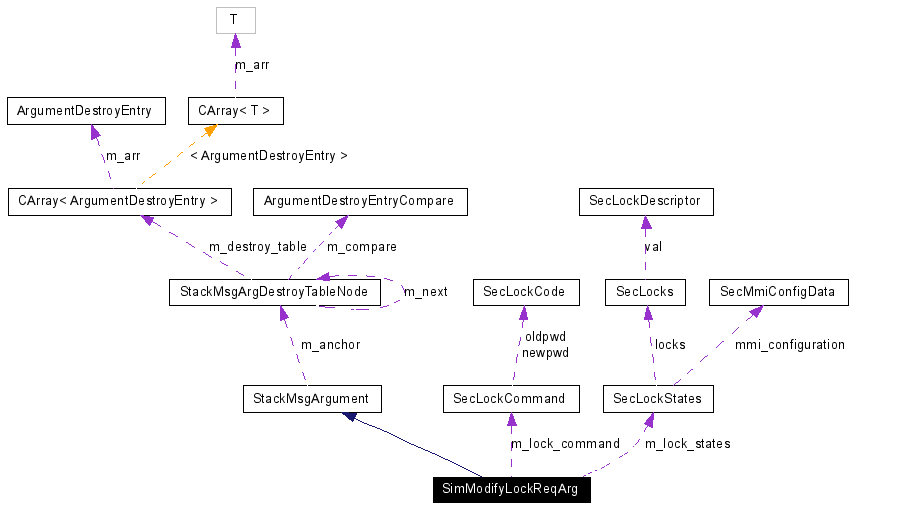 T
m_arr
ArgumentDestroyEntry
CArray< T >
m_arr
< ArgumentDestroyEntry >
CArray< ArgumentDestroyEntry >
ArgumentDestroyEntryCompare
SecLockDescriptor
m_destroy_table
m_compare
val
StackMsgArgDestroyTableNode
m_next
SecLockCode
SecLocks
SecMmiConfigData
m_anchor
oldpwd
newpwd
locks
mmi_configuration
StackMsgArgument
SecLockCommand
SecLockStates
m_lock_command
m_lock_states
SimModifyLockReqArg